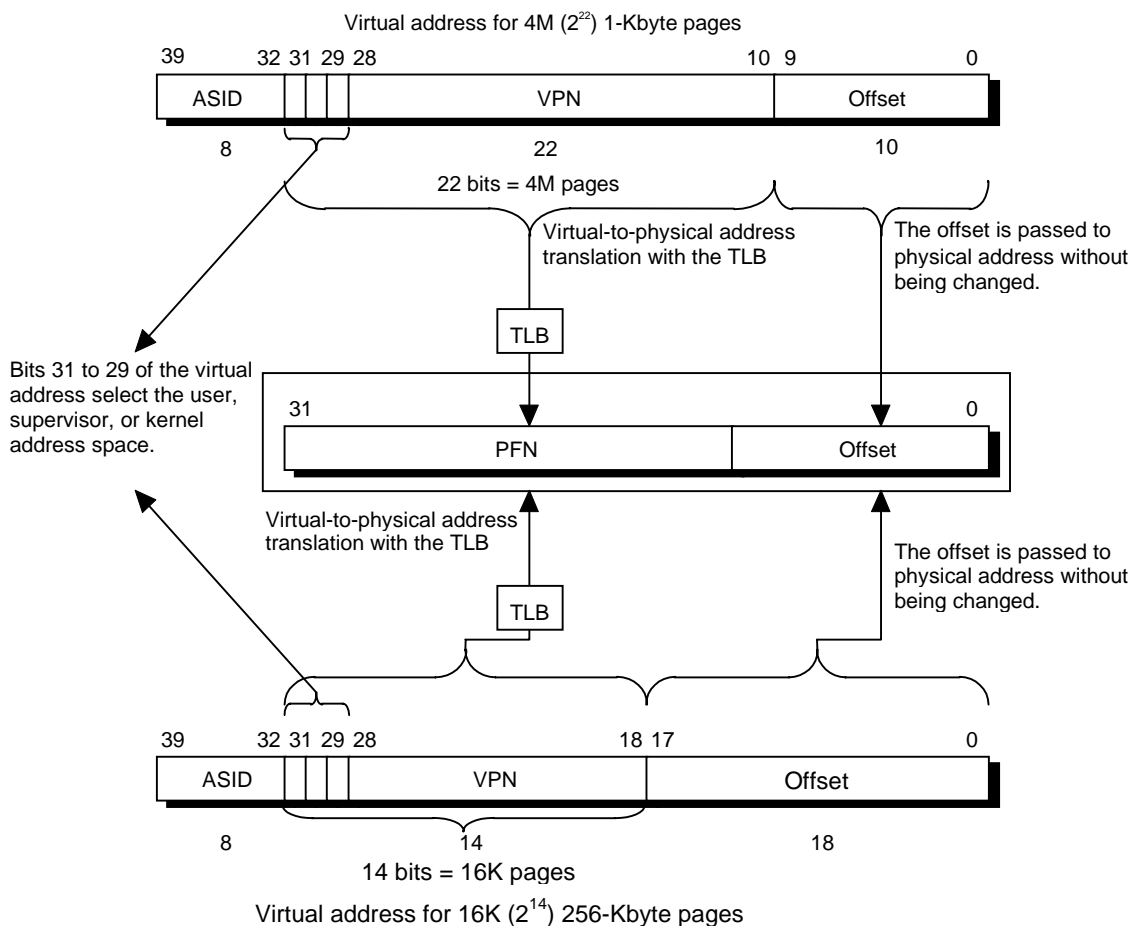 Virtual address for 4M (2²²) 1-Kbyte pages
39 32 31 29 28 10 9 0
ASID VPN Offset
8 22 10
22 bits = 4M pages
Virtual-to-physical address
translation with the TLB
The offset is passed to
physical address without
being changed.
TLB
Bits 31 to 29 of the virtual
address select the user,
supervisor, or kernel
address space.
31 0
PFN Offset
Virtual-to-physical address
translation with the TLB
The offset is passed to
physical address without
being changed.
TLB
39 32 31 29 28 18 17 0
ASID VPN Offset
8 14 18
14 bits = 16K pages
Virtual address for 16K (2¹⁴) 256-Kbyte pages